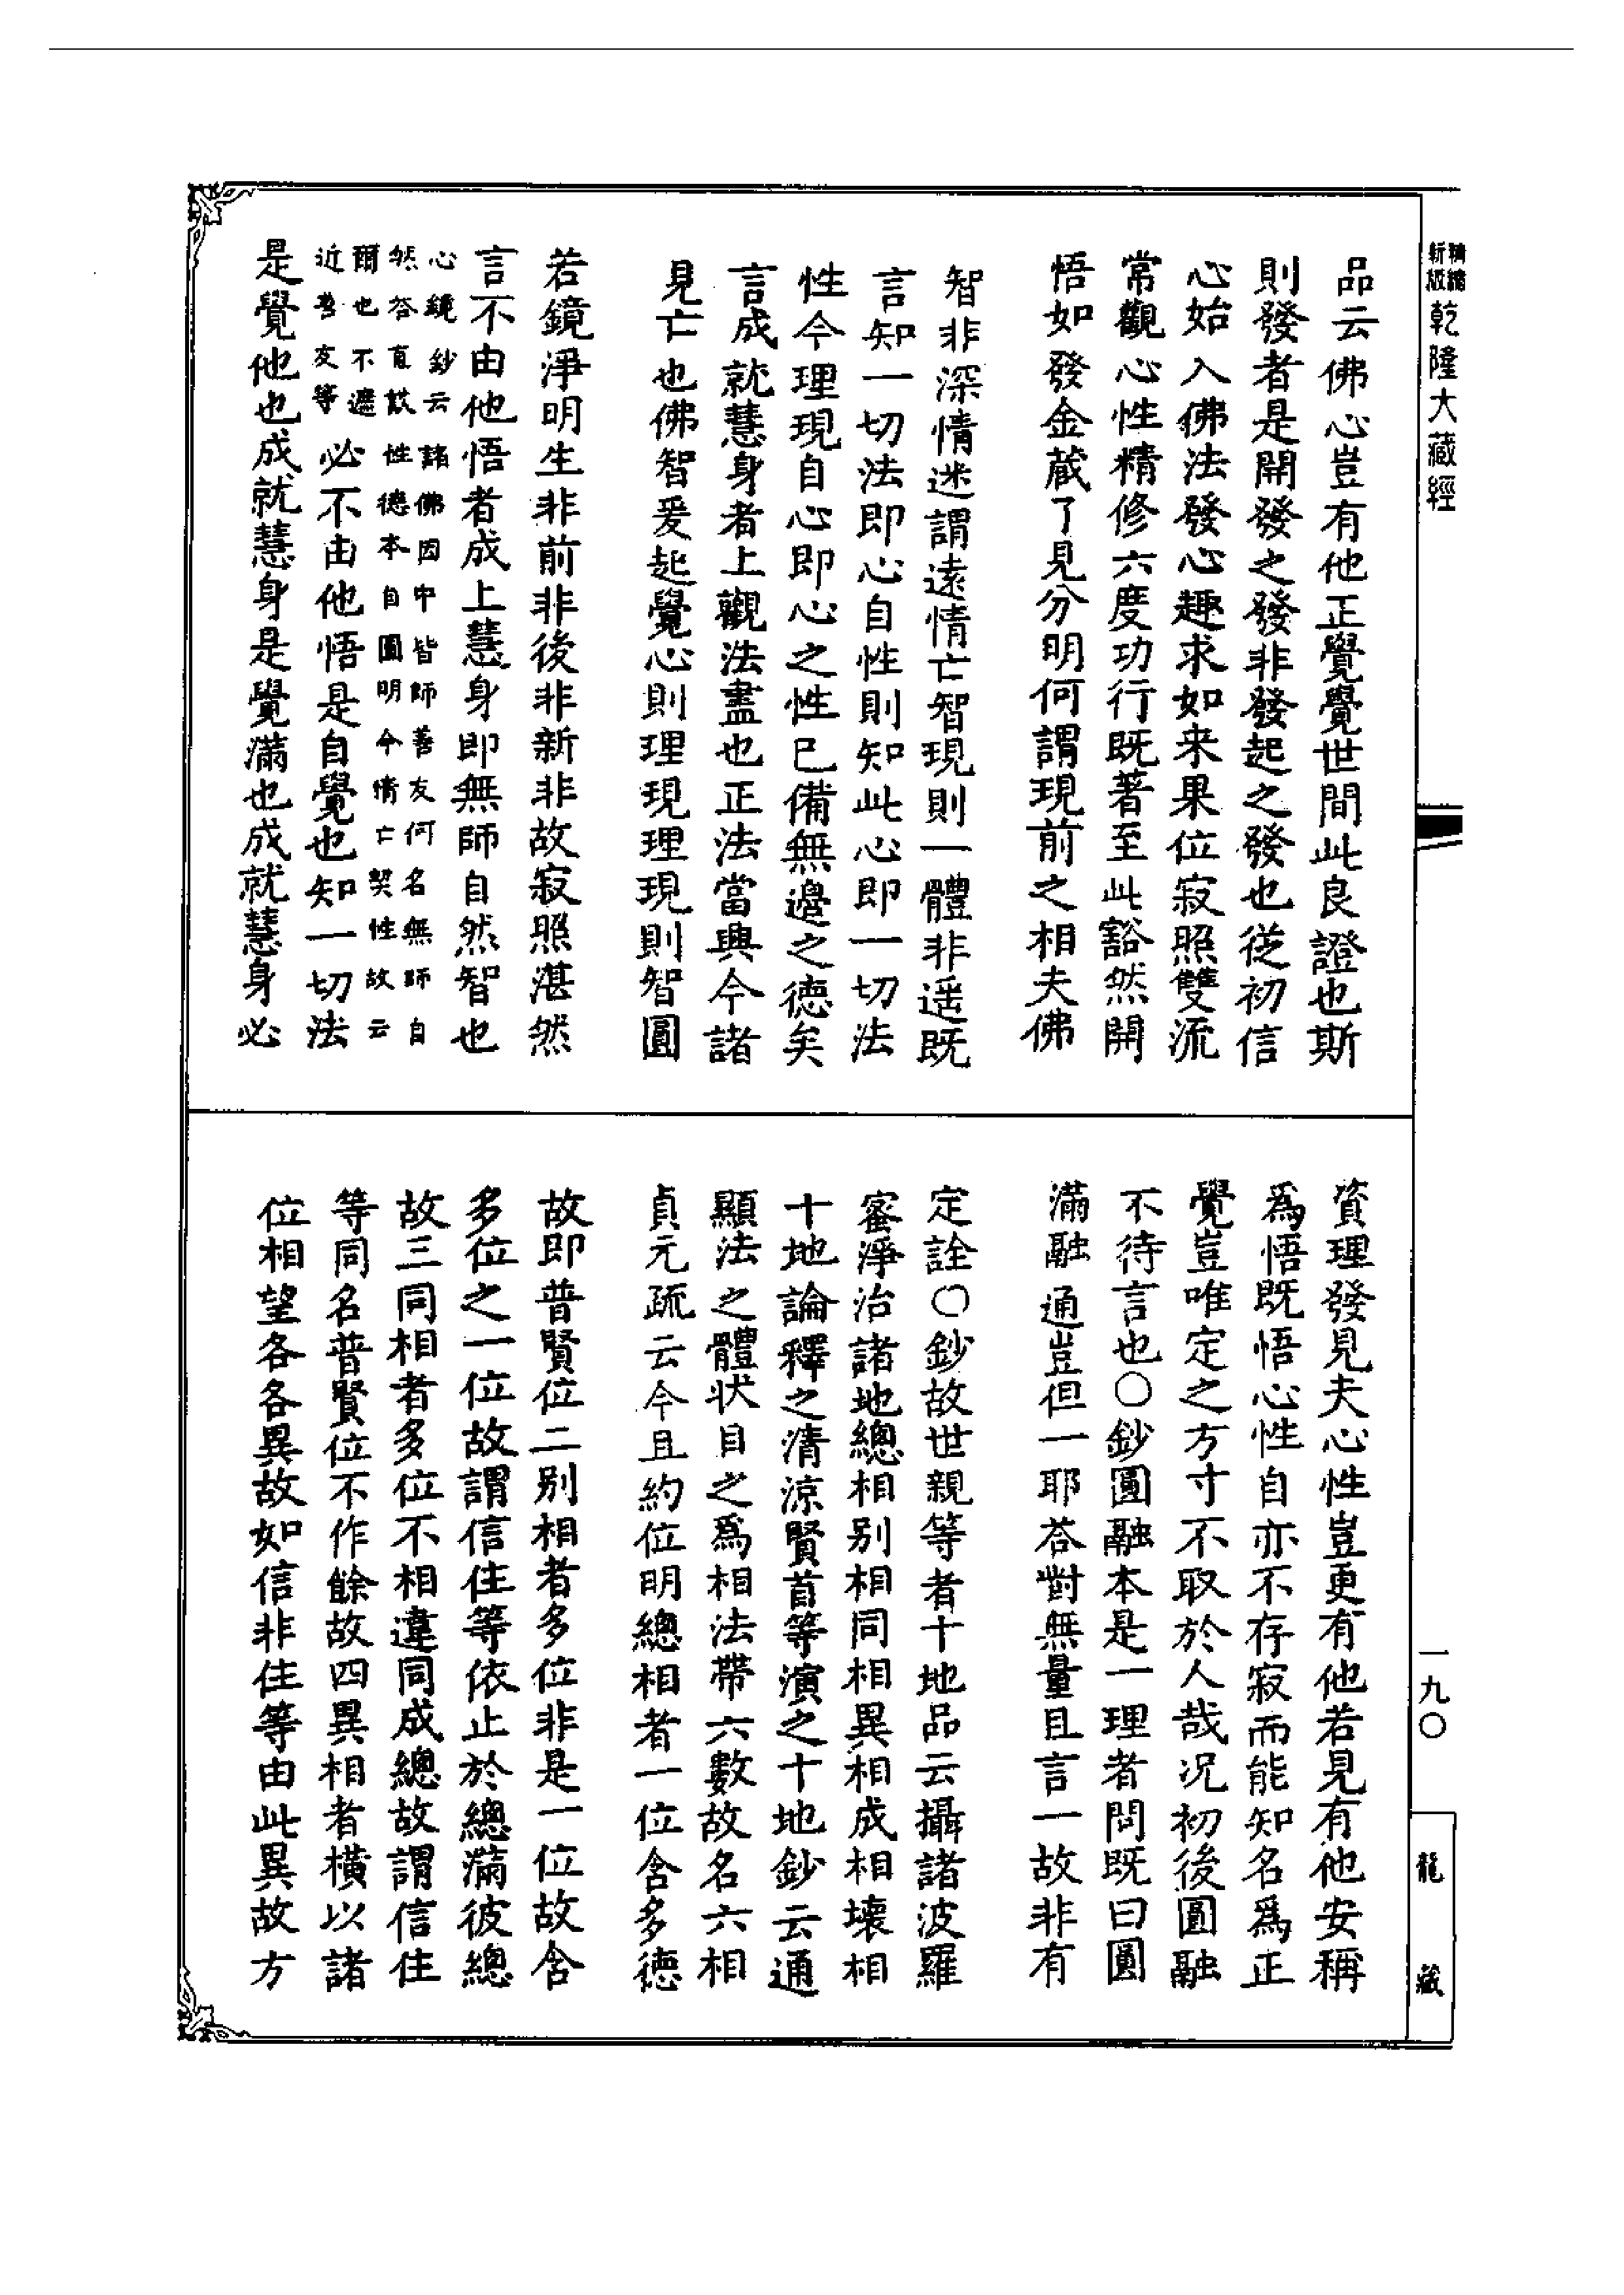 精縮
新版
乾隆大藏經
品云佛心豈有他正覺覺世間此良證也斯
則發者是開發之發非發起之發也從初信
心始入佛法發心趣求如来果位寂照雙流
常觀心性精修六度功行既著至此豁然開
悟如發金藏了見分明何謂現前之相夫佛
智非深情迷謂遠情亡智現則一體非遥既
言知一切法即心自性則知此心即一切法
性今理現自心即心之性已備無邊之德矣
言成就慧身者上觀法盡也正法當興今諸
見亡也佛智爰起覺心則理現理現則智圓
若鏡淨明生非前非後非新非故寂照湛然
言不由他悟者成上慧身即無師自然智也
心鏡鈔云諸佛因中皆師善友何名無師自
然答直談性德本自圓明今情亡契性故云
爾也不遮
近善友等
必不由他悟是自覺也知一切法
是覺他也成就慧身是覺滿也成就慧身必
資理發見夫心性豈更有他若見有他安稱
為悟既悟心性自亦不存寂而能知名為正
覺豈唯定之方寸不取於人哉况初後圓融
不待言也〇鈔圓融本是一理者問既曰圓
滿融通豈但一耶荅對無量且言一故非有
定詮〇鈔故世親等者十地品云攝諸波羅
蜜淨治諸地總相别相同相異相成相壞相
十地論釋之清涼賢首等演之十地鈔云通
顯法之體状目之為相法帶六數故名六相
貞元疏云今且約位明總相者一位含多德
故即普賢位二别相者多位非是一位故含
多位之一位故謂信住等依止於總滿彼總
故三同相者多位不相違同成總故謂信住
等同名普賢位不作餘故四異相者橫以諸
位相望各各異故如信非住等由此異故方
一九〇
龍藏